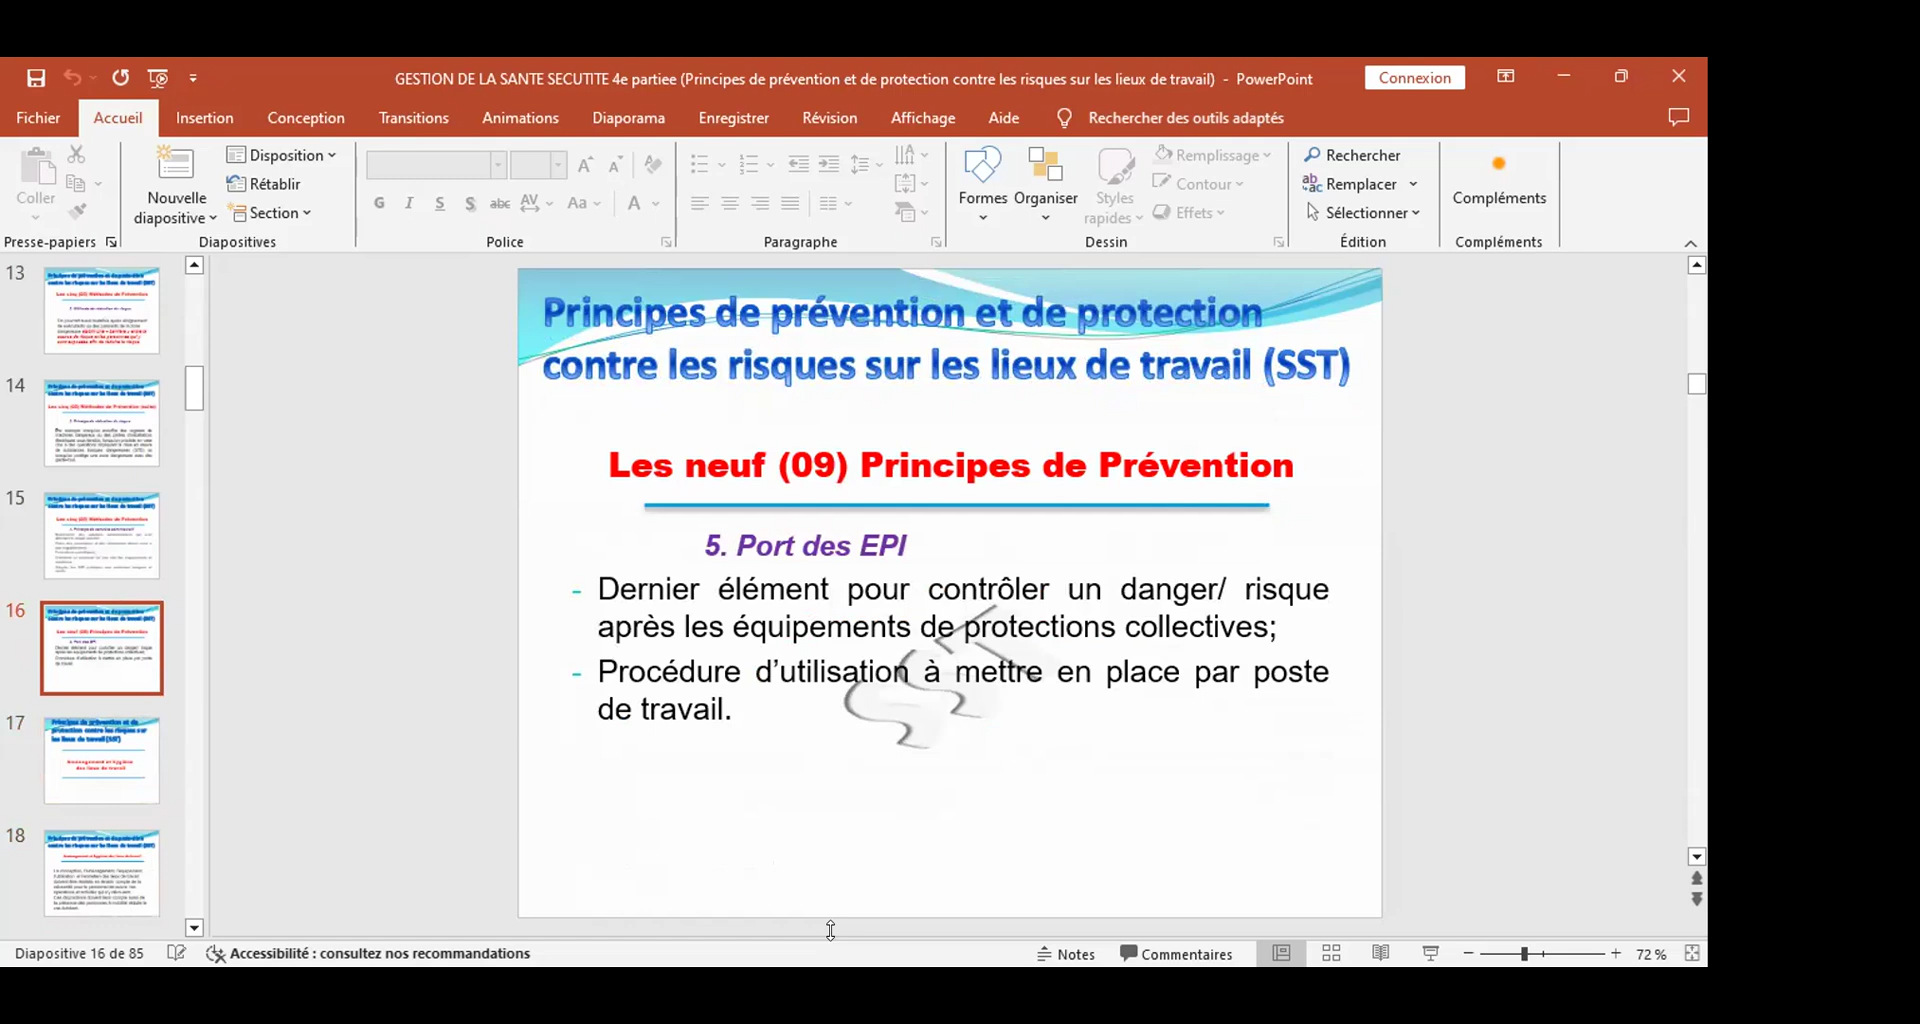 GESTION DE LA SANTE SECUTITE 4e partiee (Principes de prévention et de protection contre les risques sur les lieux de travail) - PowerPoint
Connexion
Fichier Accueil Insertion Conception Transitions Animations Diaporama Enregistrer Révision Affichage Aide Rechercher des outils adaptés
Coller
Presse-papiers
Nouvelle
diapositive
Disposition
Rétablir
Section
Diapositives
G I S S abc AV Aa A
Police
Paragraphe
Formes
Organiser
Styles
rapides
Remplissage
Contour
Effets
Dessin
Rechercher
Remplacer
Sélectionner
Édition
Compléments
Compléments
13
14
15
16
17
18
Principes de prévention et de protection
contre les risques sur les lieux de travail (SST)
Les neuf (09) Principes de Prévention
5. Port des EPI
- Dernier élément pour contrôler un danger/ risque
après les équipements de protections collectives;
- Procédure d’utilisation à mettre en place par poste
de travail.
SST
Diapositive 16 de 85 Accessibilité : consultez nos recommandations Notes Commentaires 72 %